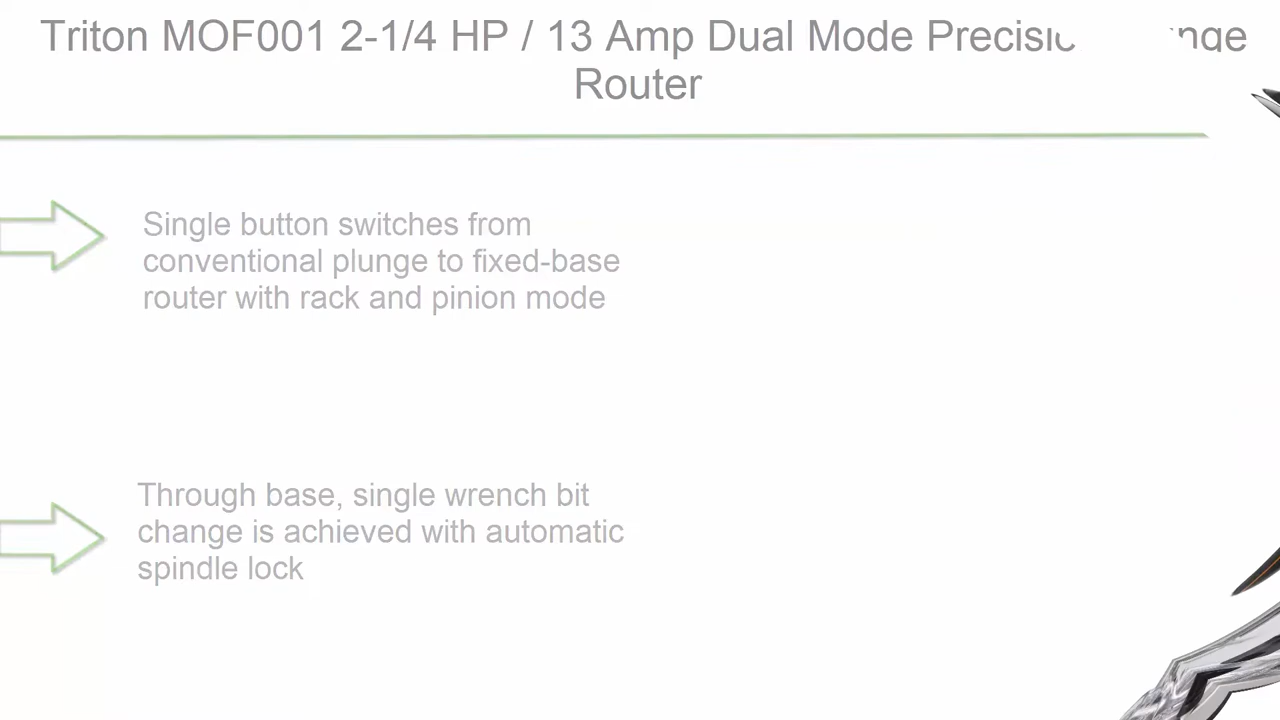 Triton MOF001 2-1/4 HP / 13 Amp Dual Mode
Router
Single button switches from
conventional plunge to fixed-base
router with rack and pinion mode
Through base, single wrench bit
change is achieved with automatic
spindle lock